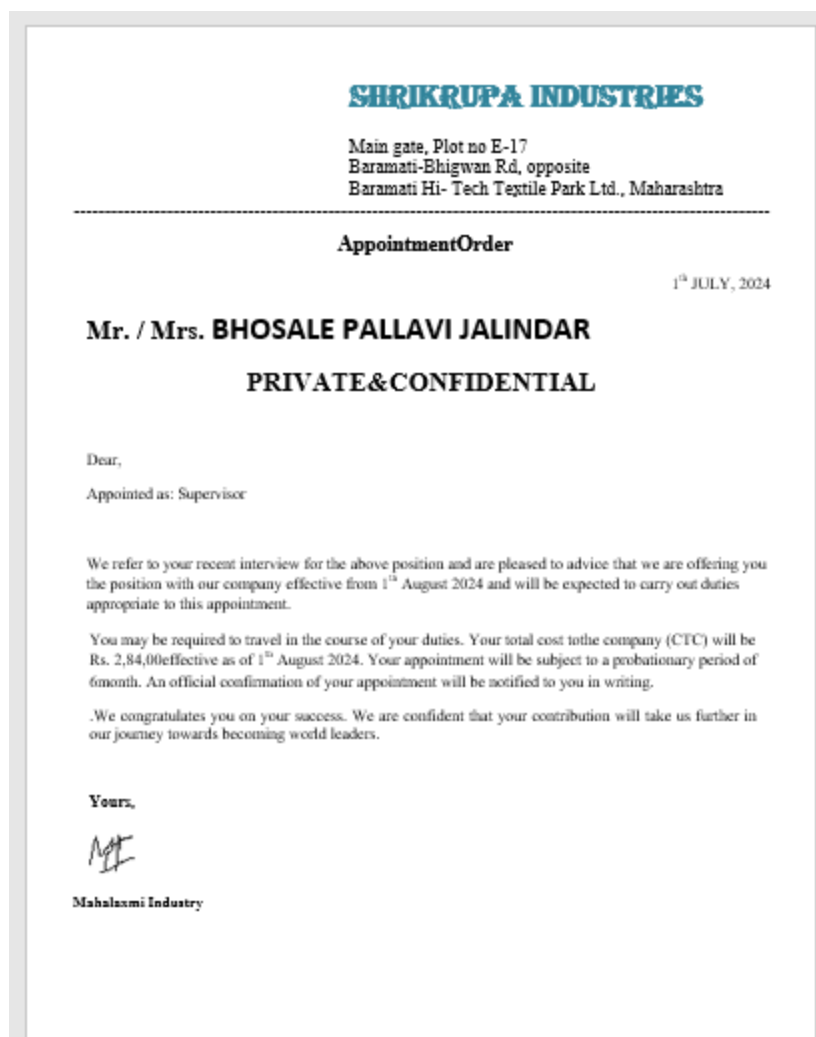 SHRIKRUPA INDUSTRIES
Main gate, Plot no E-17
Baramati-Bhigwan Rd, opposite
Baramati Hi- Tech Textile Park Ltd., Maharashtra
AppointmentOrder
1th JULY, 2024
Mr. / Mrs. BHOSALE PALLAVI JALINDAR
PRIVATE&CONFIDENTIAL
Dear,
Appointed as: Supervisor
We refer to your recent interview for the above position and are pleased to advice that we are offering you
the position with our company effective from 1th August 2024 and will be expected to carry out duties
appropriate to this appointment.
You may be required to travel in the course of your duties. Your total cost tothe company (CTC) will be
Rs. 2,84,00effective as of 1th August 2024. Your appointment will be subject to a probationary period of
6month. An official confirmation of your appointment will be notified to you in writing.
.We congratulates you on your success. We are confident that your contribution will take us further in
our journey towards becoming world leaders.
Yours,
Mahalaxmi Industry